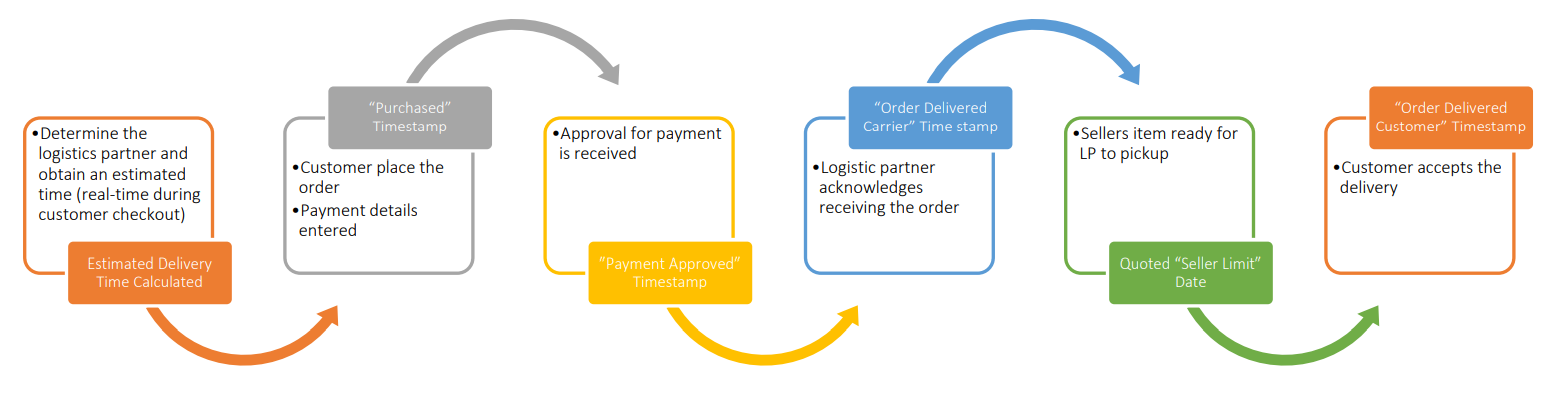 •Determine the
logistics partner and
obtain an estimated
time (real-time during
customer checkout)
Estimated Delivery
Time Calculated
“Purchased”
Timestamp
•Customer place the
order
•Payment details
entered
•Approval for payment
is received
“Payment Approved”
Timestamp
“Order Delivered
Carrier” Time stamp
•Logistic partner
acknowledges
receiving the order
•Sellers item ready for
LP to pickup
Quoted “Seller Limit”
Date
“Order Delivered
Customer” Timestamp
•Customer accepts the
delivery